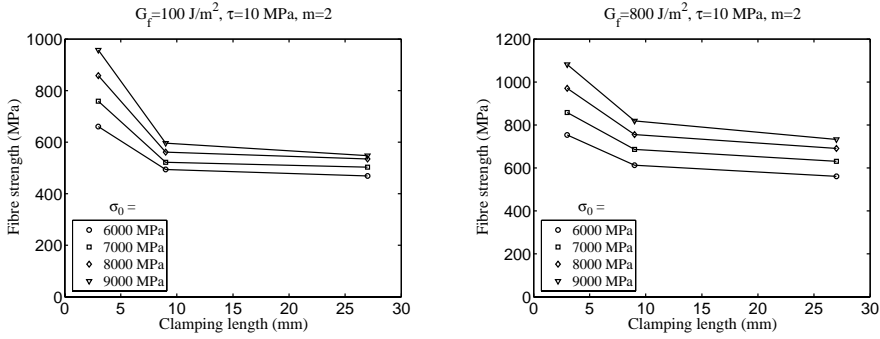 G_f=100 J/m², τ=10 MPa, m=2
1000
800
600
400
200
0
Fibre strength (MPa)
σ₀ =
6000 MPa
7000 MPa
8000 MPa
9000 MPa
0 5 10 15 20 25 30
Clamping length (mm)
G_f=800 J/m², τ=10 MPa, m=2
1200
1000
800
600
400
200
0
Fibre strength (MPa)
σ₀ =
6000 MPa
7000 MPa
8000 MPa
9000 MPa
0 5 10 15 20 25 30
Clamping length (mm)